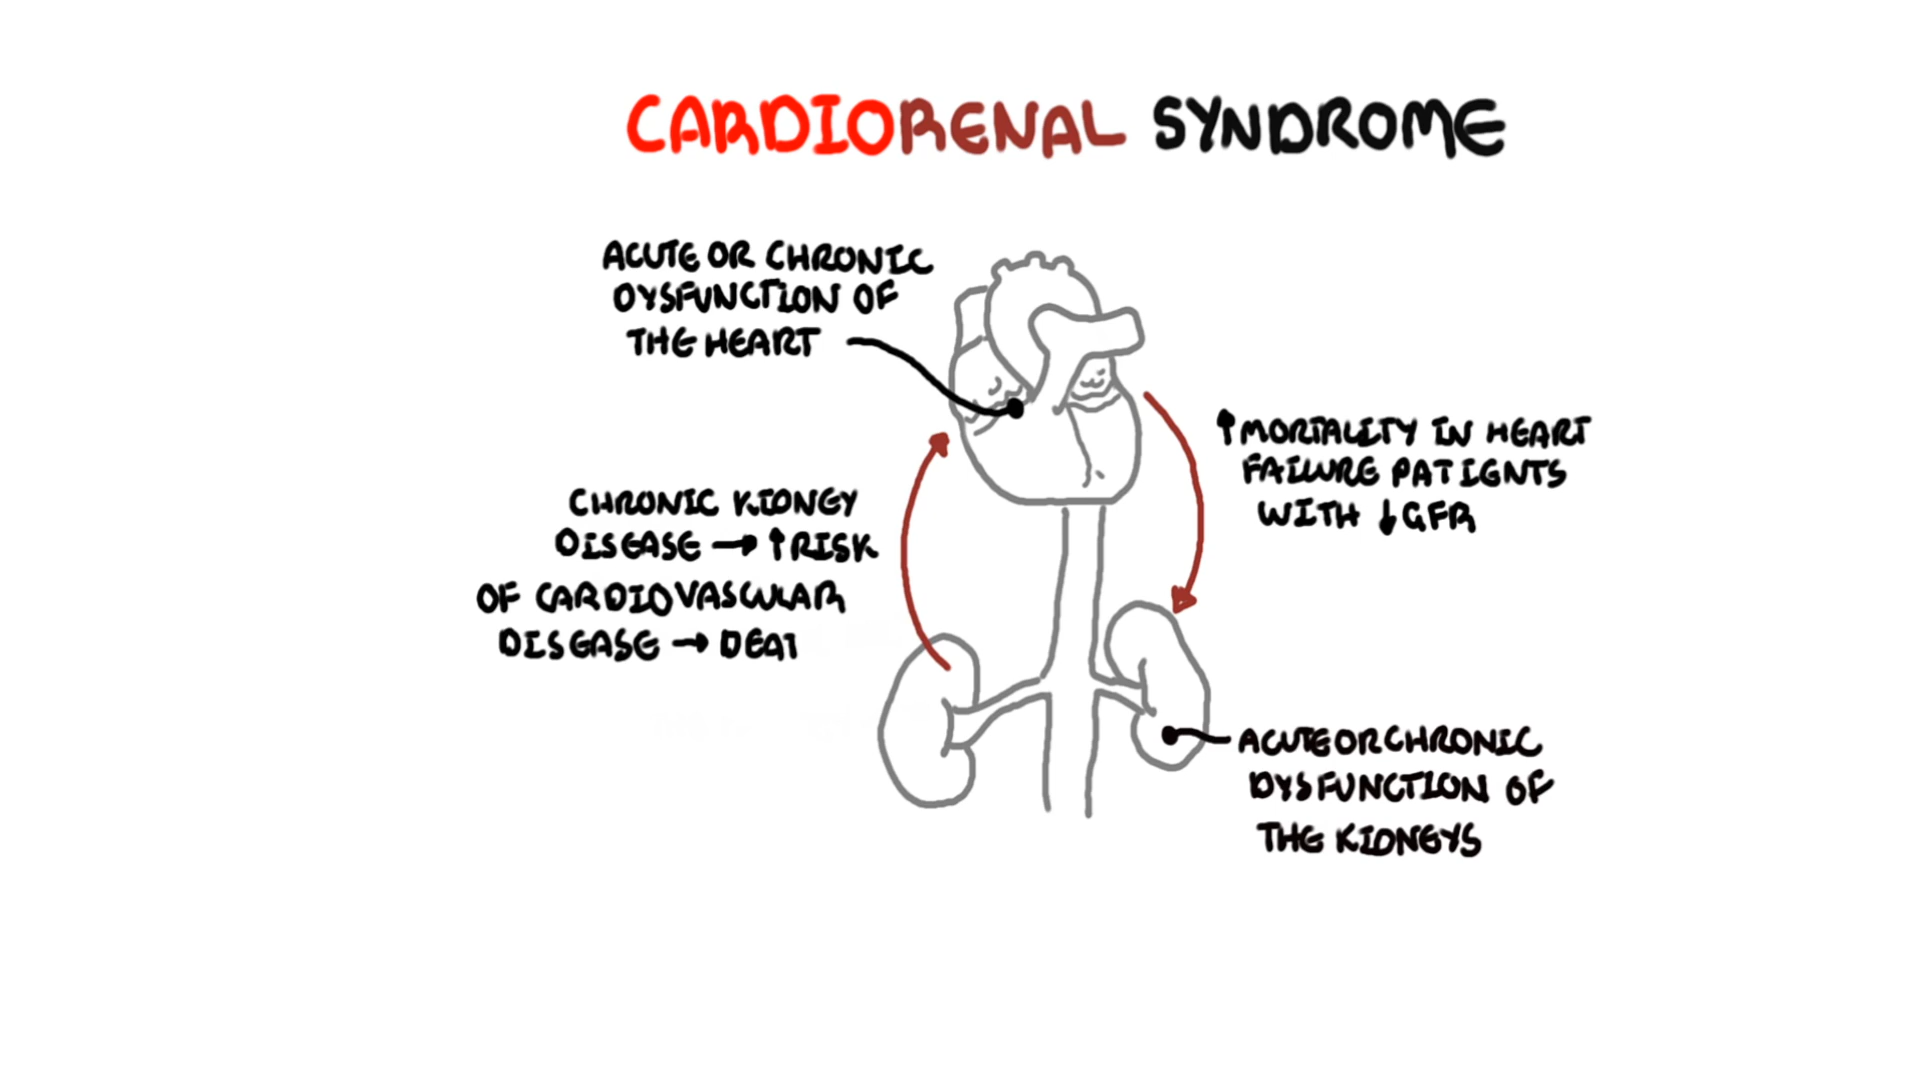 CARDIORENAL SYNDROME
ACUTE OR CHRONIC
DYSFUNCTION OF
THE HEART
CHRONIC KIDNEY
DISEASE → ↑ RISK
OF CARDIOVASCULAR
DISEASE → DEAT
↑ MORTALITY IN HEART
FAILURE PATIENTS
WITH ↓ GFR
ACUTE OR CHRONIC
DYSFUNCTION OF
THE KIDNEYS